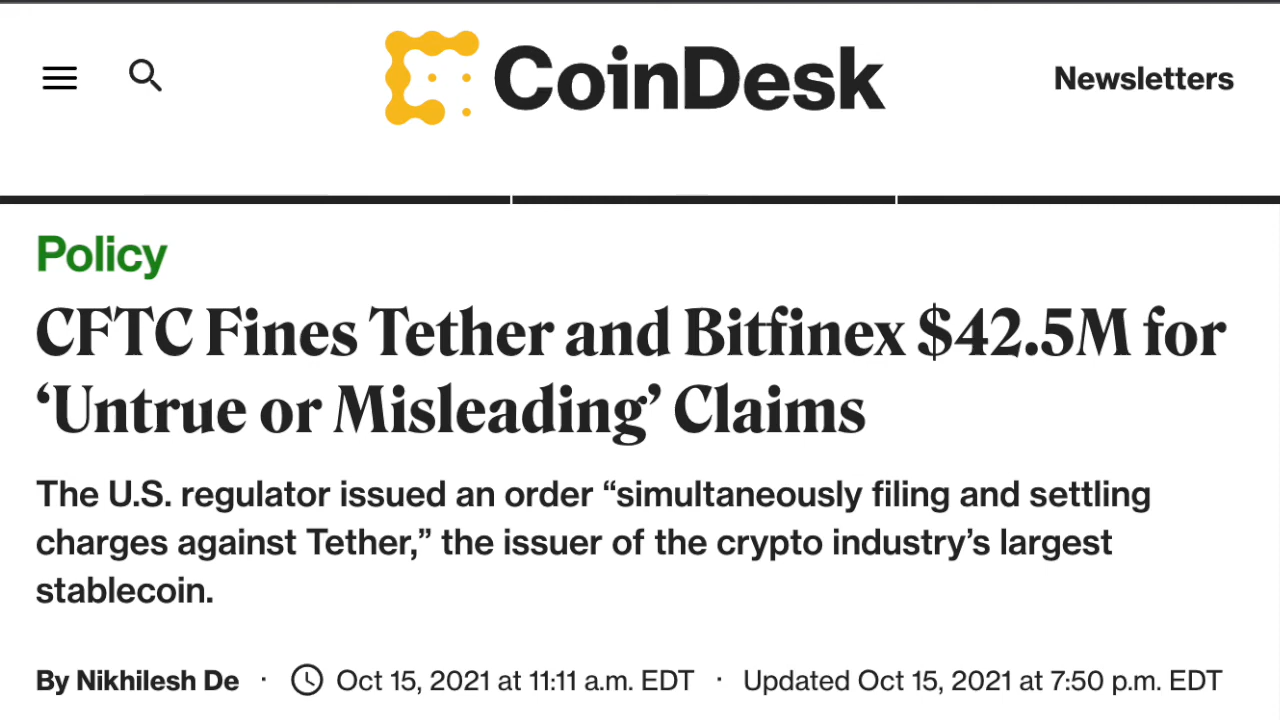 CoinDesk
Newsletters
Policy
CFTC Fines Tether and Bitfinex $42.5M for
‘Untrue or Misleading’ Claims
The U.S. regulator issued an order “simultaneously filing and settling
charges against Tether,” the issuer of the crypto industry’s largest
stablecoin.
By Nikhilesh De · Oct 15, 2021 at 11:11 a.m. EDT · Updated Oct 15, 2021 at 7:50 p.m. EDT